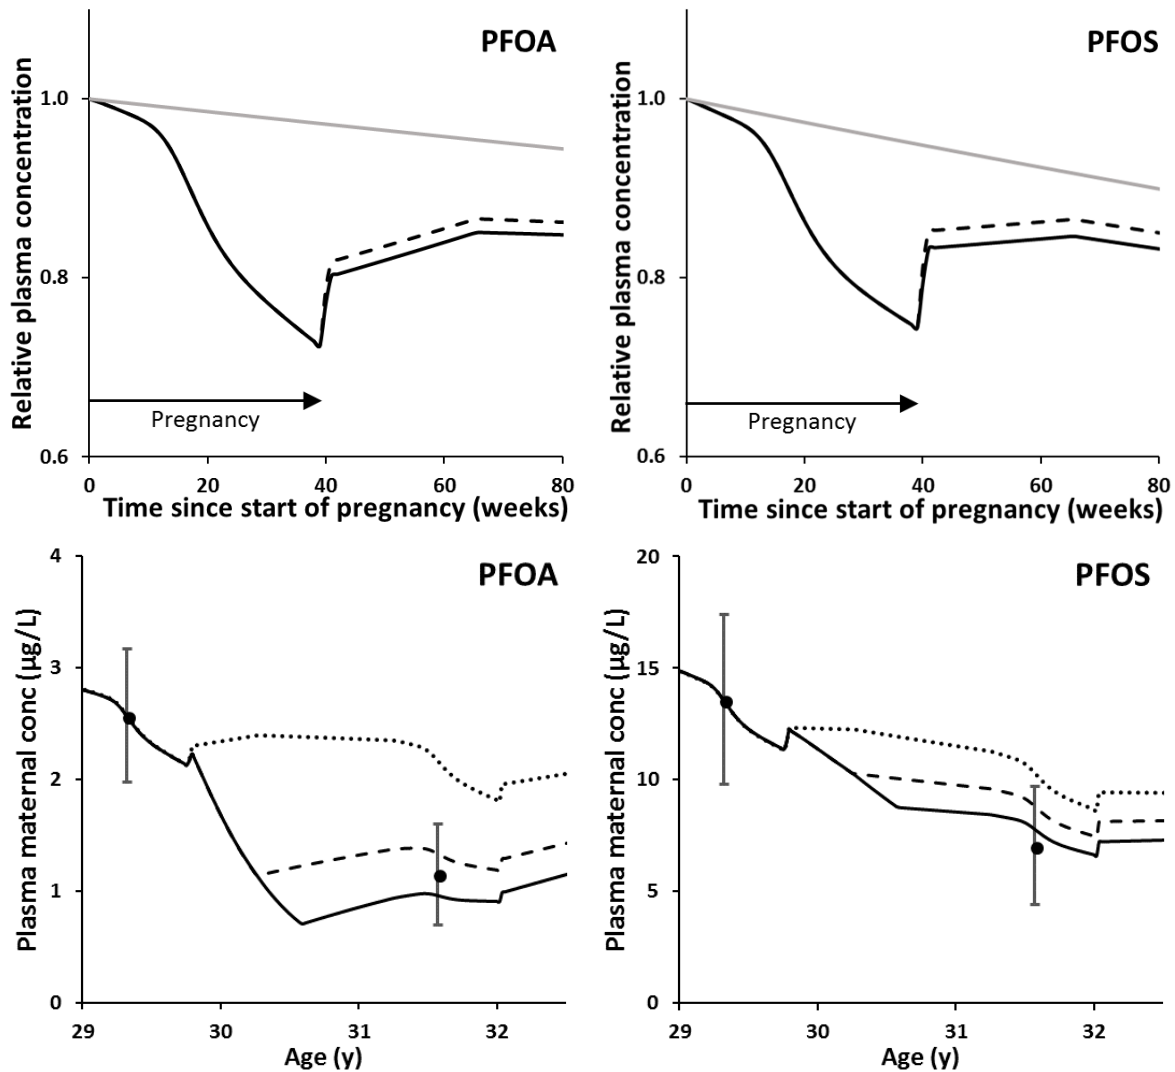 PFOA
Relative plasma concentration
1.0
0.8
0.6
Pregnancy
0 20 40 60 80
Time since start of pregnancy (weeks)
PFOS
Relative plasma concentration
1.0
0.8
0.6
Pregnancy
0 20 40 60 80
Time since start of pregnancy (weeks)
PFOA
Plasma maternal conc (µg/L)
4
3
2
1
0
29 30 31 32
Age (y)
PFOS
Plasma maternal conc (µg/L)
20
15
10
5
0
29 30 31 32
Age (y)